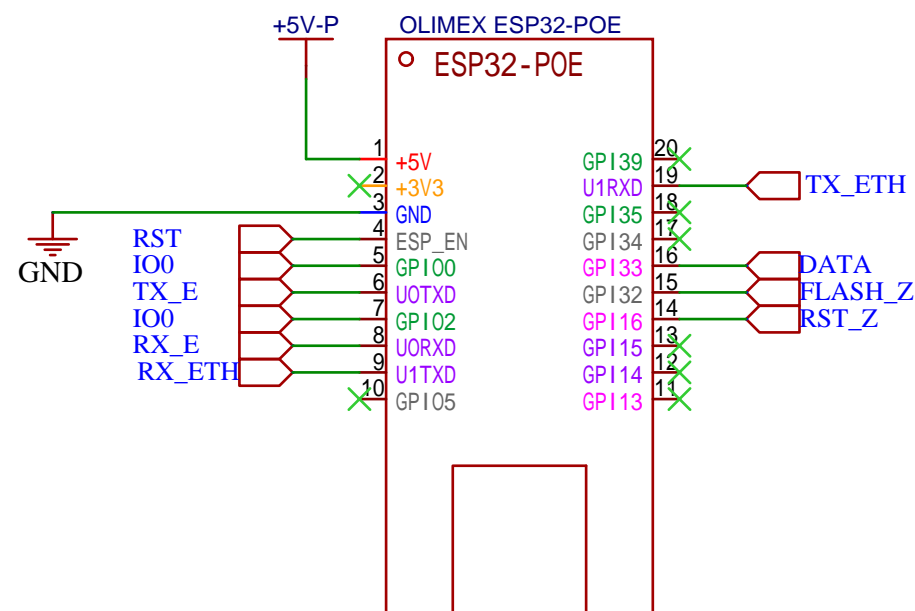 +5V-P
OLIMEX ESP32-POE
ESP32-POE
1 +5V
2 +3V3
3 GND
GND
RST 4 ESP_EN
IO0 5 GPIO0
TX_E 6 U0TXD
IO0 7 GPIO2
RX_E 8 U0RXD
RX_ETH 9 U1TXD
10 GPIO5
GPI39 20
U1RXD 19 TX_ETH
GPI35 18
GPI34 17
GPI33 16 DATA
GPI32 15 FLASH_Z
GPI16 14 RST_Z
GPI15 13
GPI14 12
GPI13 11